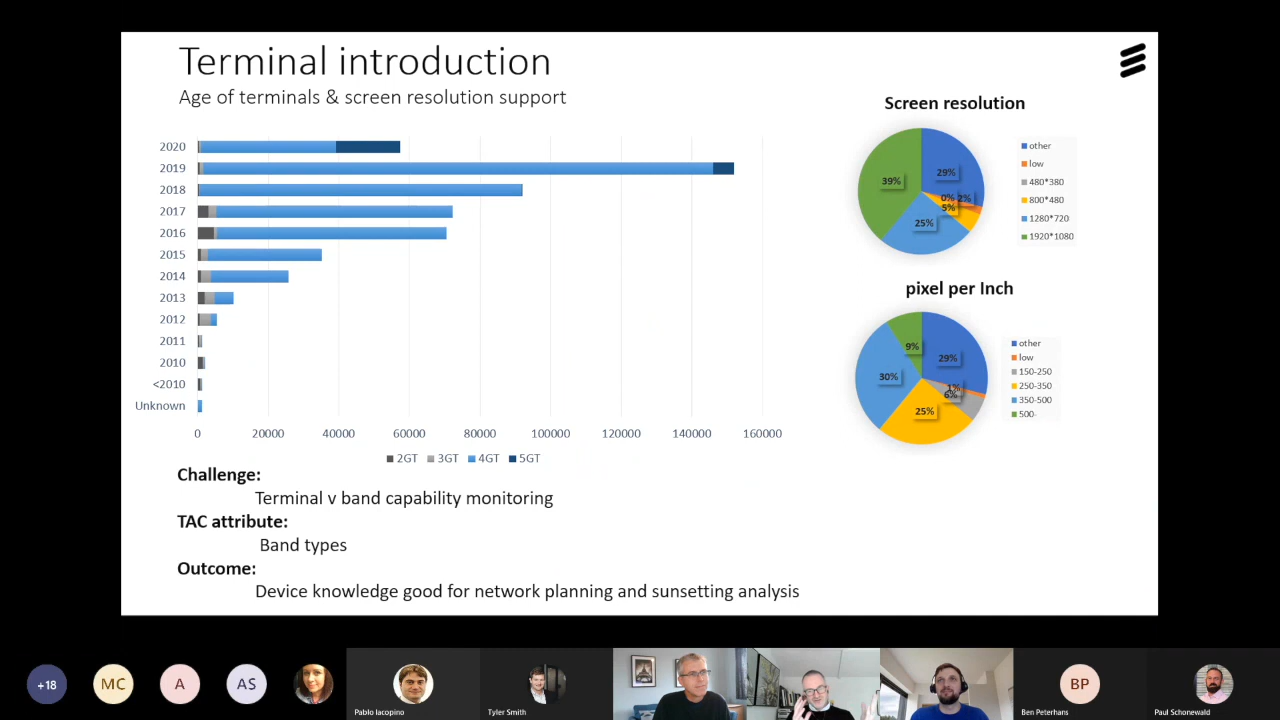 Terminal introduction
Age of terminals & screen resolution support
2020
2019
2018
2017
2016
2015
2014
2013
2012
2011
2010
<2010
Unknown
0 20000 40000 60000 80000 100000 120000 140000 160000
2GT 3GT 4GT 5GT
Challenge:
Terminal v band capability monitoring
TAC attribute:
Band types
Outcome:
Device knowledge good for network planning and sunsetting analysis
Screen resolution
39%
29%
0% 2%
5%
25%
other
low
480*380
800*480
1280*720
1920*1080
pixel per Inch
9%
29%
30%
1%
6%
25%
other
low
150-250
250-350
350-500
500-
+18
MC
A
AS
Pablo Iacopino
Tyler Smith
BP
Ben Peterhans
Paul Schonewald